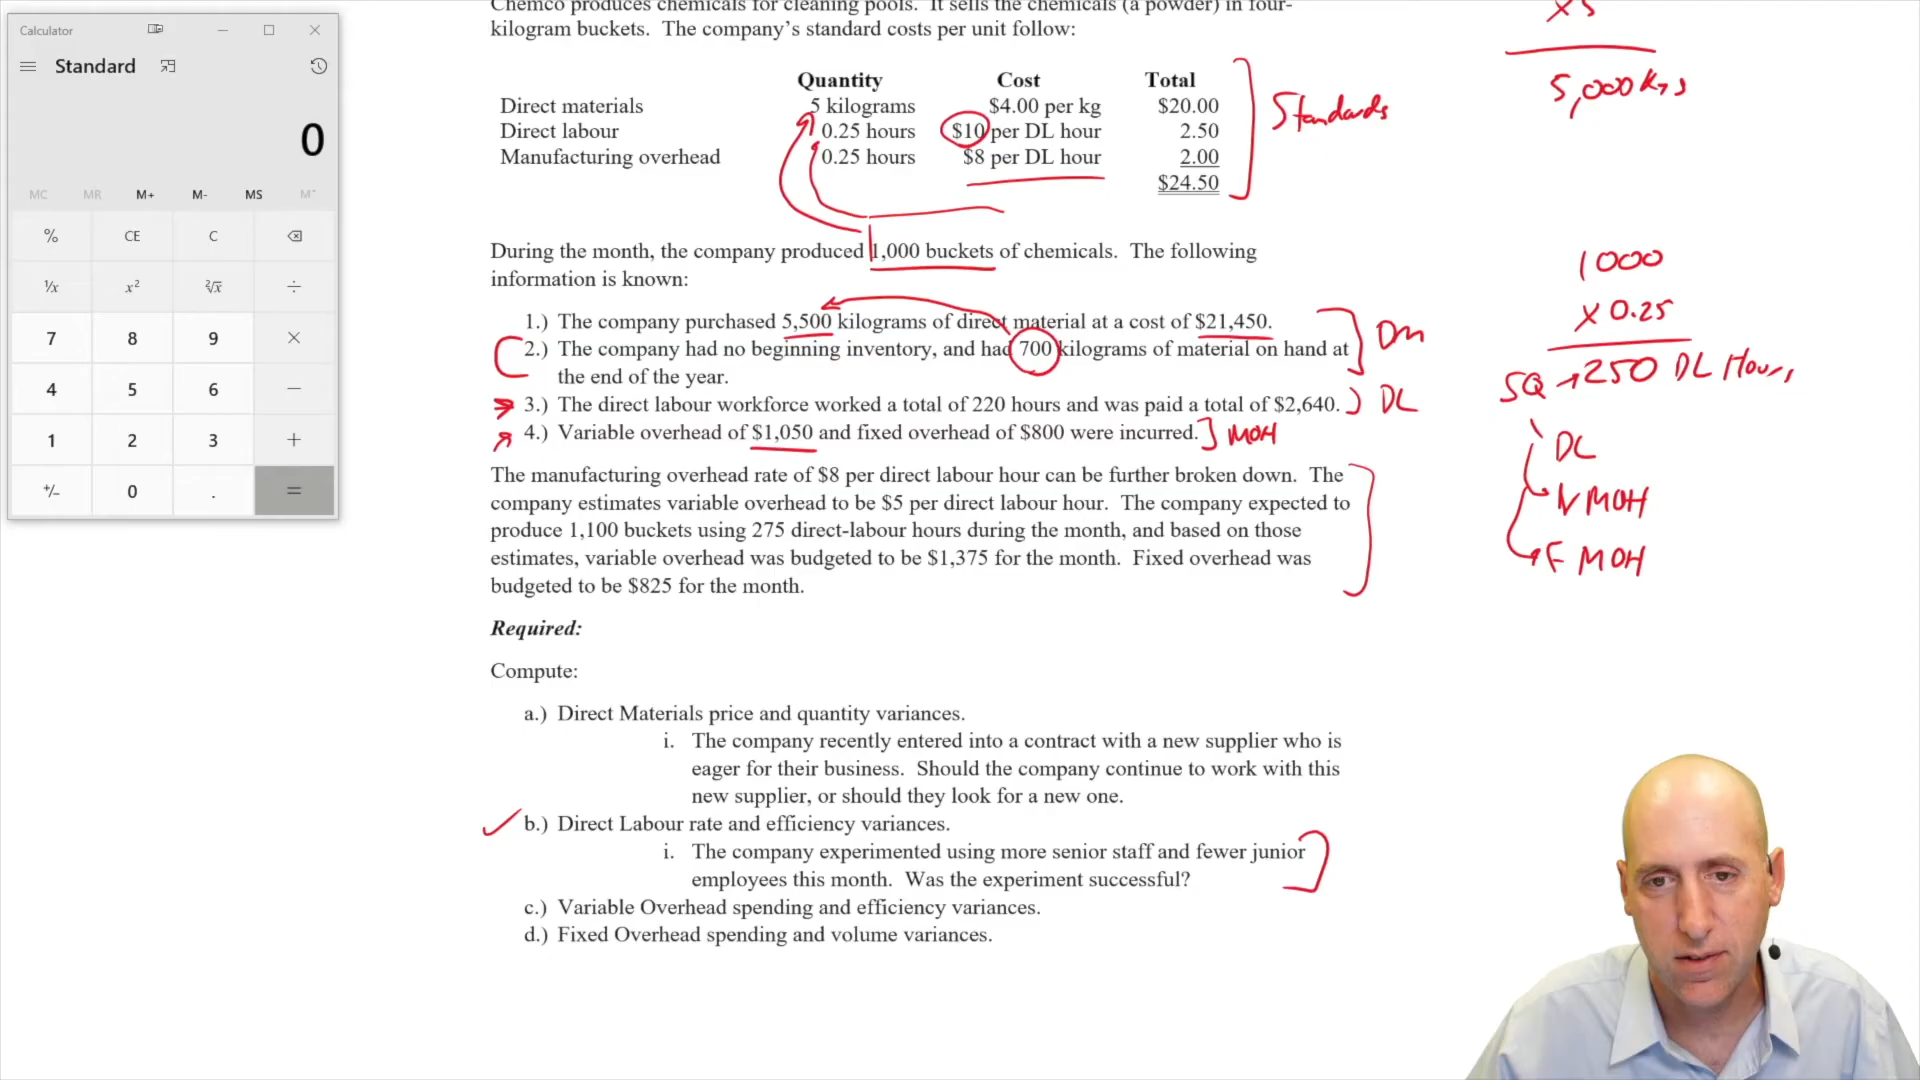 Calculator
Standard
0
MC MR M+ M- MS M˅
% CE C
¹/x x² ²√x ÷
7 8 9 ×
4 5 6 −
1 2 3 +
+/− 0 . =
Chemco produces chemicals for cleaning pools. It sells the chemicals (a powder) in four-
kilogram buckets. The company's standard costs per unit follow:
Quantity Cost Total
Direct materials 5 kilograms $4.00 per kg $20.00
Direct labour 0.25 hours $10 per DL hour 2.50
Manufacturing overhead 0.25 hours $8 per DL hour 2.00
$24.50
Standards
During the month, the company produced 1,000 buckets of chemicals. The following
information is known:
1.) The company purchased 5,500 kilograms of direct material at a cost of $21,450.
2.) The company had no beginning inventory, and had 700 kilograms of material on hand at
the end of the year.
DM
3.) The direct labour workforce worked a total of 220 hours and was paid a total of $2,640.
DL
4.) Variable overhead of $1,050 and fixed overhead of $800 were incurred.
MOH
The manufacturing overhead rate of $8 per direct labour hour can be further broken down. The
company estimates variable overhead to be $5 per direct labour hour. The company expected to
produce 1,100 buckets using 275 direct-labour hours during the month, and based on those
estimates, variable overhead was budgeted to be $1,375 for the month. Fixed overhead was
budgeted to be $825 for the month.
Required:
Compute:
a.) Direct Materials price and quantity variances.
i. The company recently entered into a contract with a new supplier who is
eager for their business. Should the company continue to work with this
new supplier, or should they look for a new one.
b.) Direct Labour rate and efficiency variances.
i. The company experimented using more senior staff and fewer junior
employees this month. Was the experiment successful?
c.) Variable Overhead spending and efficiency variances.
d.) Fixed Overhead spending and volume variances.
x5
5,000 Kgs
1000
x 0.25
SQ → 250 DL Hours
DL
V MOH
F MOH